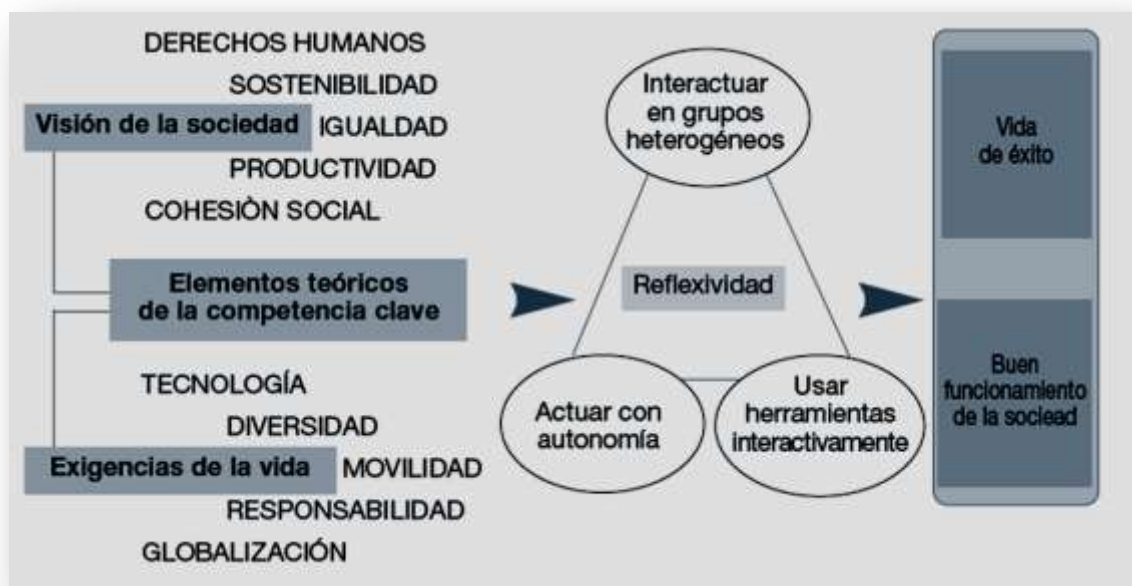 DERECHOS HUMANOS
SOSTENIBILIDAD
Visión de la sociedad IGUALDAD
PRODUCTIVIDAD
COHESIÒN SOCIAL
Elementos teóricos
de la competencia clave
TECNOLOGÍA
DIVERSIDAD
Exigencias de la vida MOVILIDAD
RESPONSABILIDAD
GLOBALIZACIÓN
Interactuar
en grupos
heterogéneos
Reflexividad
Actuar con
autonomía
Usar
herramientas
interactivamente
Vida
de éxito
Buen
funcionamiento
de la sociead